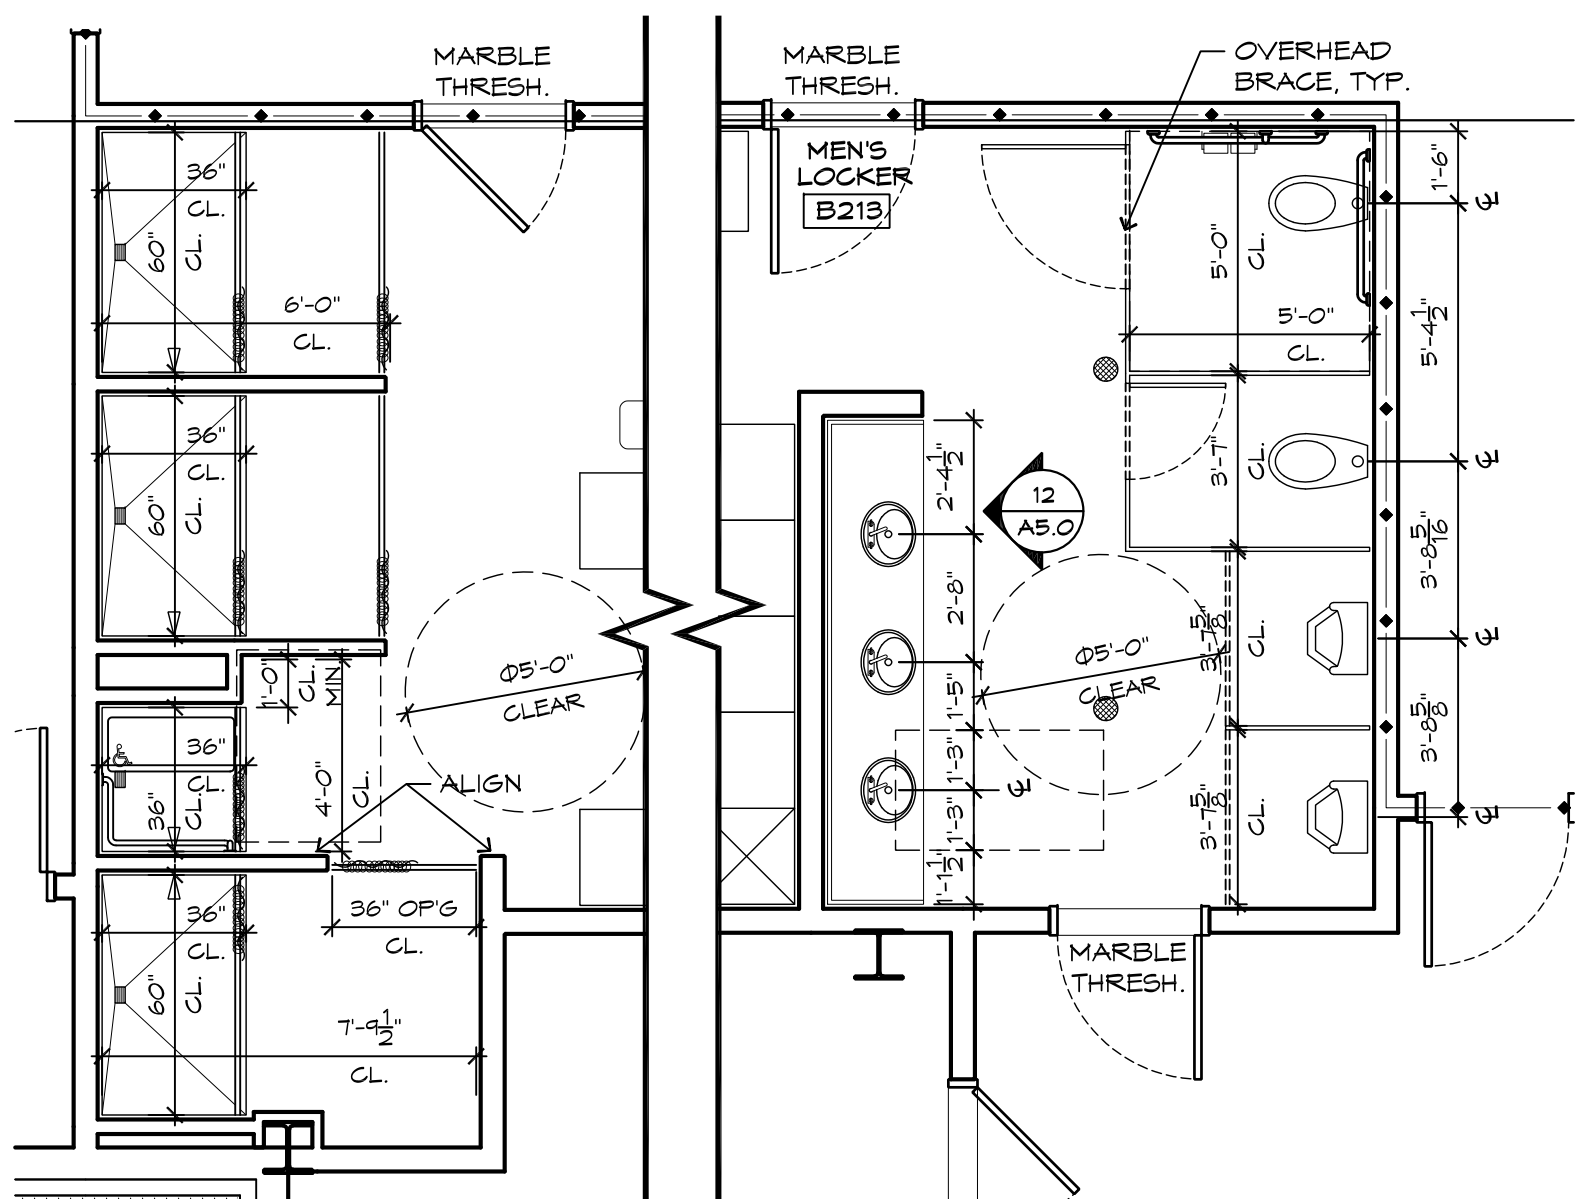 MARBLE
THRESH.
MARBLE
THRESH.
OVERHEAD
BRACE, TYP.
MEN'S
LOCKER
B213
36"
CL.
60"
CL.
6'-0"
CL.
36"
CL.
60"
CL.
1'-0"
CL.
MIN
36"
CL.
36"
CL.
4'-0"
CL.
ALIGN
Φ5'-0"
CLEAR
36"
CL.
60"
CL.
36" OP'G
CL.
7'-9 1/2"
CL.
5'-0"
CL.
5'-0"
CL.
1'-6"
℄
5'-4 1/2"
3'-7"
CL.
℄
3'-8 5/16"
2'-4 1/2"
12
A5.0
2'-8"
Φ5'-0"
CLEAR
3'-7 5/8"
CL.
℄
3'-8 5/8"
1'-5"
1'-3"
℄
1'-3"
1'-1 1/2"
3'-7 5/8"
CL.
℄
MARBLE
THRESH.